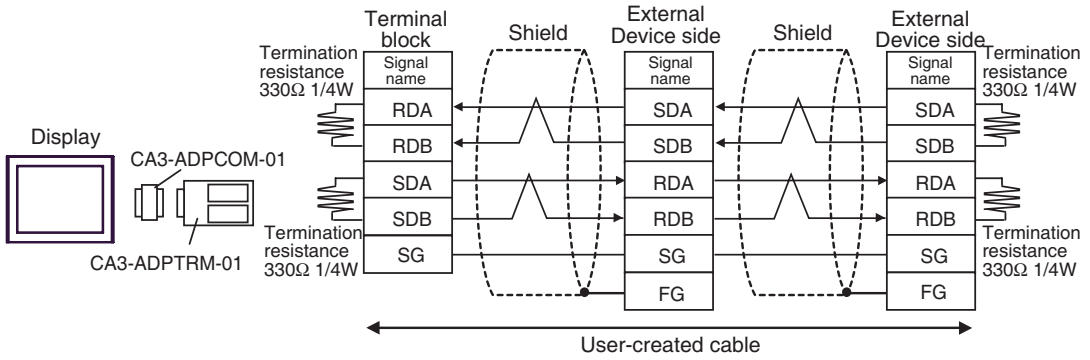 Terminal
block
Shield
External
Device side
Shield
External
Device side
Termination
resistance
330Ω 1/4W
Termination
resistance
330Ω 1/4W
Signal
name
RDA
RDB
SDA
SDB
SG
Signal
name
SDA
SDB
RDA
RDB
SG
FG
Signal
name
SDA
SDB
RDA
RDB
SG
FG
Display
CA3-ADPCOM-01
CA3-ADPTRM-01
Termination
resistance
330Ω 1/4W
Termination
resistance
330Ω 1/4W
User-created cable